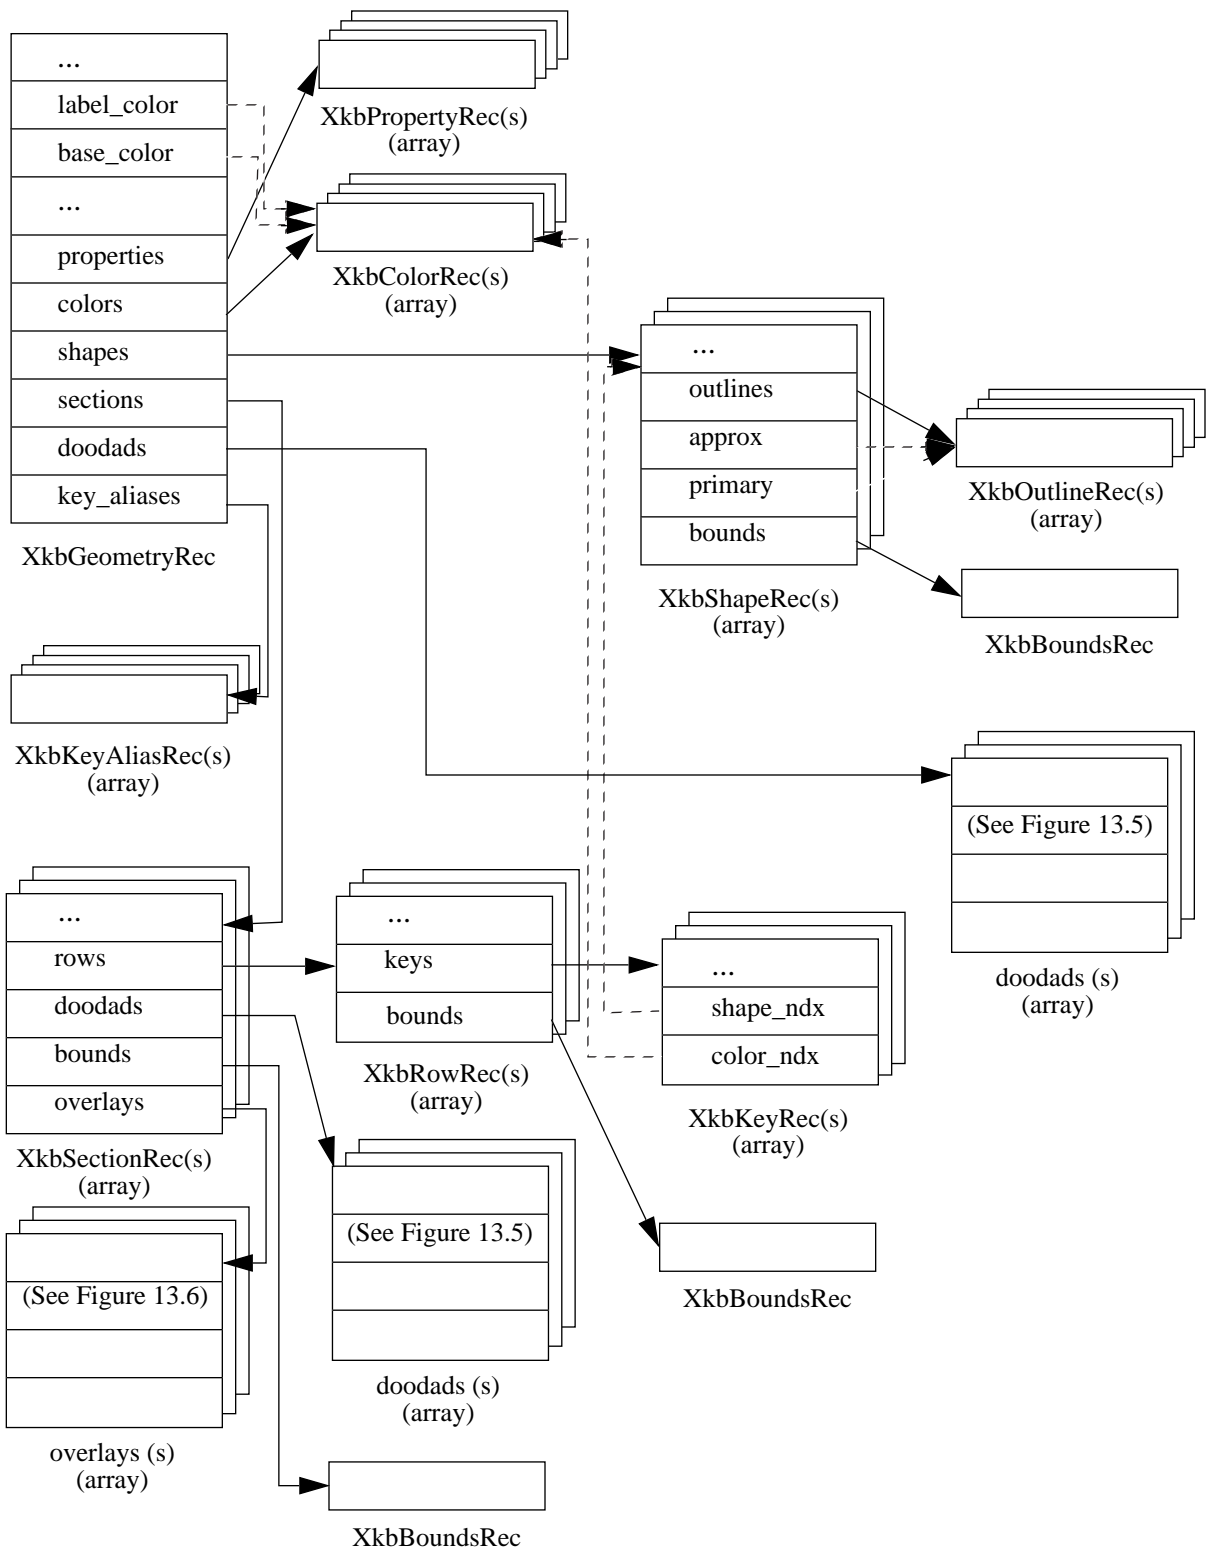 ...
label_color
base_color
...
properties
colors
shapes
sections
doodads
key_aliases
XkbGeometryRec
XkbPropertyRec(s)
(array)
XkbColorRec(s)
(array)
...
outlines
approx
primary
bounds
XkbShapeRec(s)
(array)
XkbOutlineRec(s)
(array)
XkbBoundsRec
XkbKeyAliasRec(s)
(array)
(See Figure 13.5)
doodads (s)
(array)
...
rows
doodads
bounds
overlays
XkbSectionRec(s)
(array)
...
keys
bounds
XkbRowRec(s)
(array)
...
shape_ndx
color_ndx
XkbKeyRec(s)
(array)
(See Figure 13.6)
overlays (s)
(array)
(See Figure 13.5)
doodads (s)
(array)
XkbBoundsRec
XkbBoundsRec